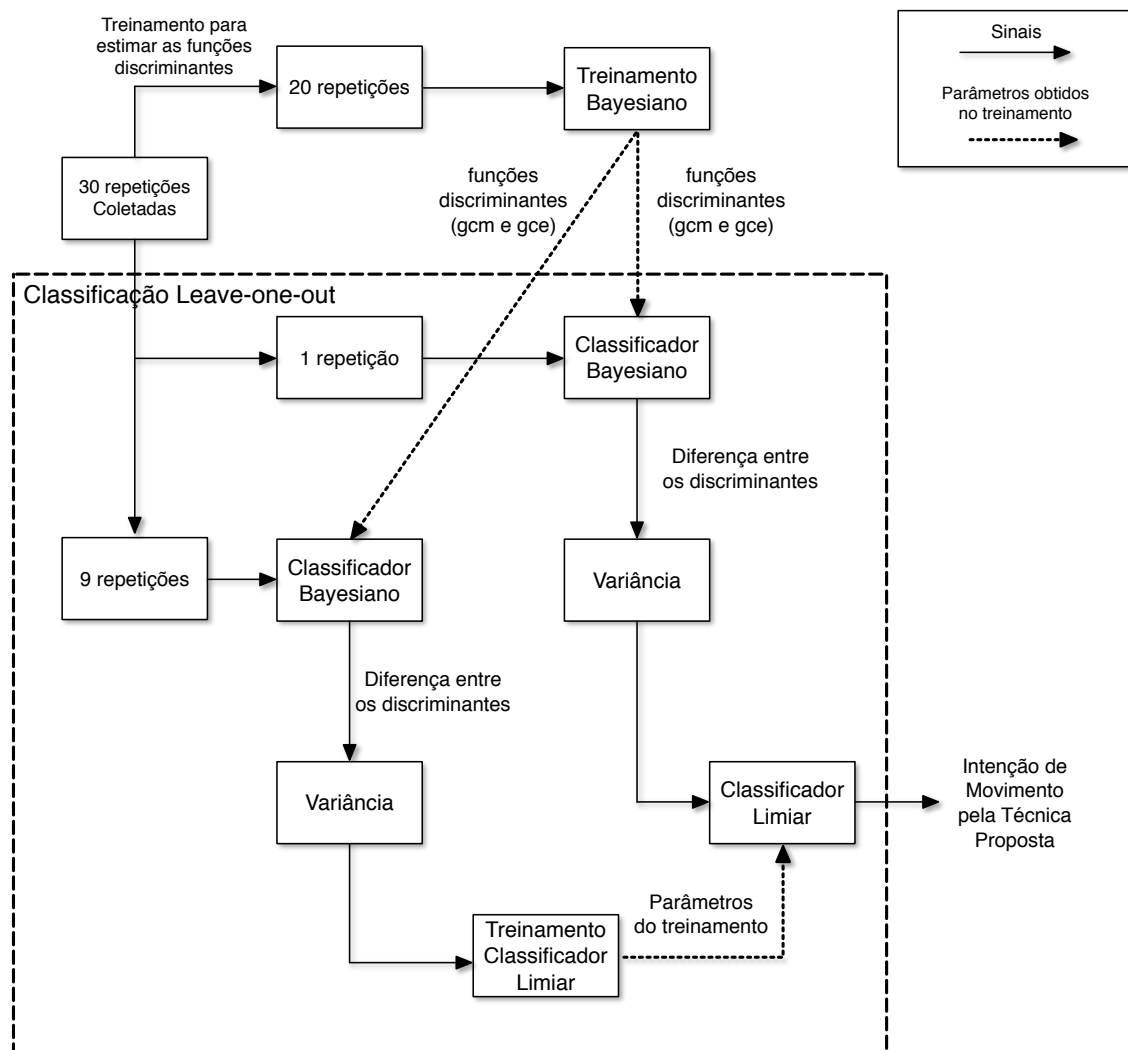 Treinamento para
estimar as funções
discriminantes
20 repetições
Treinamento
Bayesiano
Sinais
Parâmetros obtidos
no treinamento
30 repetições
Coletadas
funções
discriminantes
(gcm e gce)
funções
discriminantes
(gcm e gce)
Classificação Leave-one-out
1 repetição
Classificador
Bayesiano
Diferença entre
os discriminantes
9 repetições
Classificador
Bayesiano
Variância
Diferença entre
os discriminantes
Variância
Classificador
Limiar
Intenção de
Movimento
pela Técnica
Proposta
Treinamento
Classificador
Limiar
Parâmetros
do treinamento